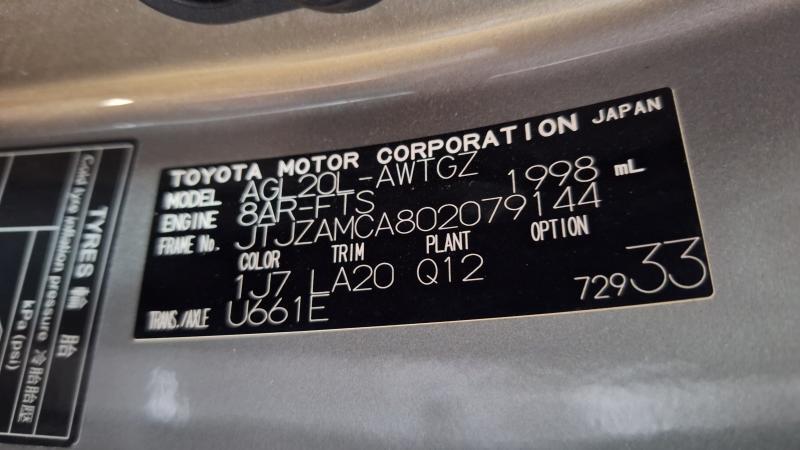 TOYOTA MOTOR CORPORATION JAPAN
MODEL AGL20L-AWTGZ
ENGINE 8AR-FTS 1998 mL
FRAME No. JTJZAMCA802079144
COLOR TRIM PLANT OPTION
1J7 LA20 Q12
TRANS./AXLE U661E
72933
TYRES 輪胎
Cold tyre inflation pressure 冷胎胎壓
kPa (psi)